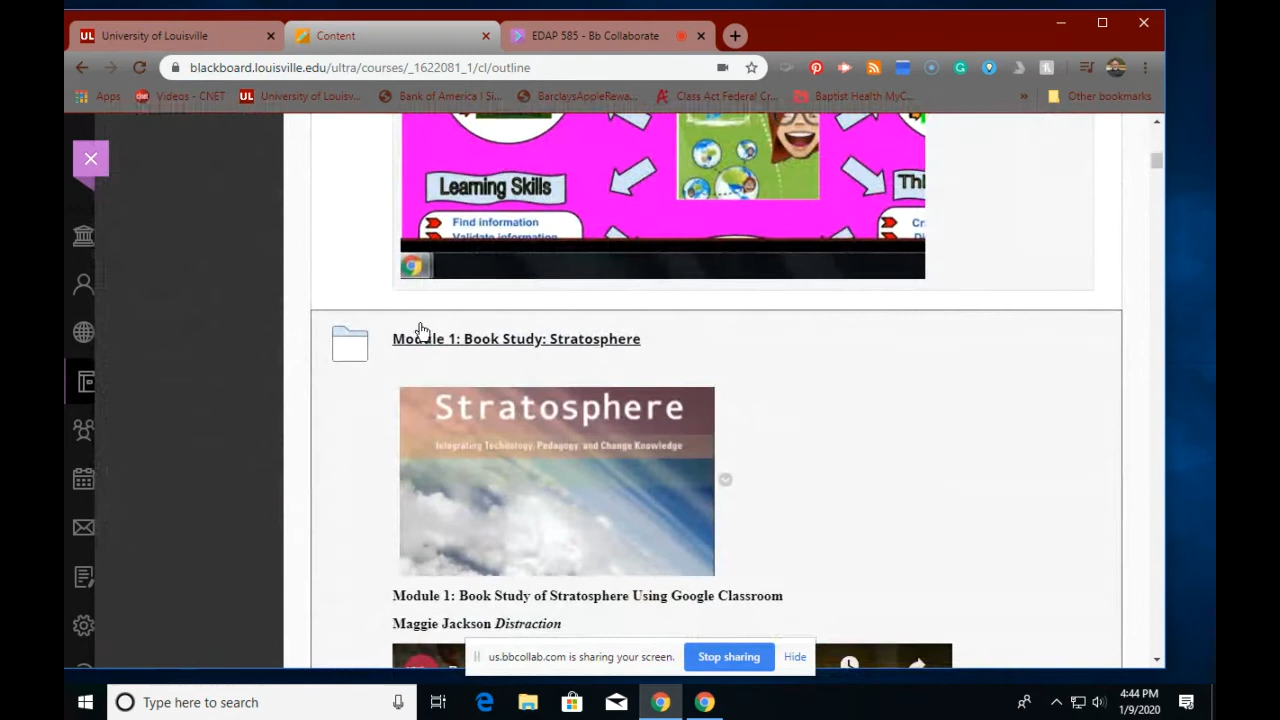 UL University of Louisville
Content
EDAP 585 - Bb Collaborate
blackboard.louisville.edu/ultra/courses/_1622081_1/cl/outline
Apps
Videos - CNET
UL University of Louisv...
Bank of America I Si...
BarclaysAppleRewa...
Class Act Federal Cr...
Baptist Health MyC...
»
Other bookmarks
Learning Skills
Find information
Validate information
Module 1: Book Study: Stratosphere
Stratosphere
Integrating Technology, Pedagogy, and Change Knowledge
Module 1: Book Study of Stratosphere Using Google Classroom
Maggie Jackson Distraction
us.bbcollab.com is sharing your screen.
Stop sharing
Hide
Type here to search
4:44 PM
1/9/2020